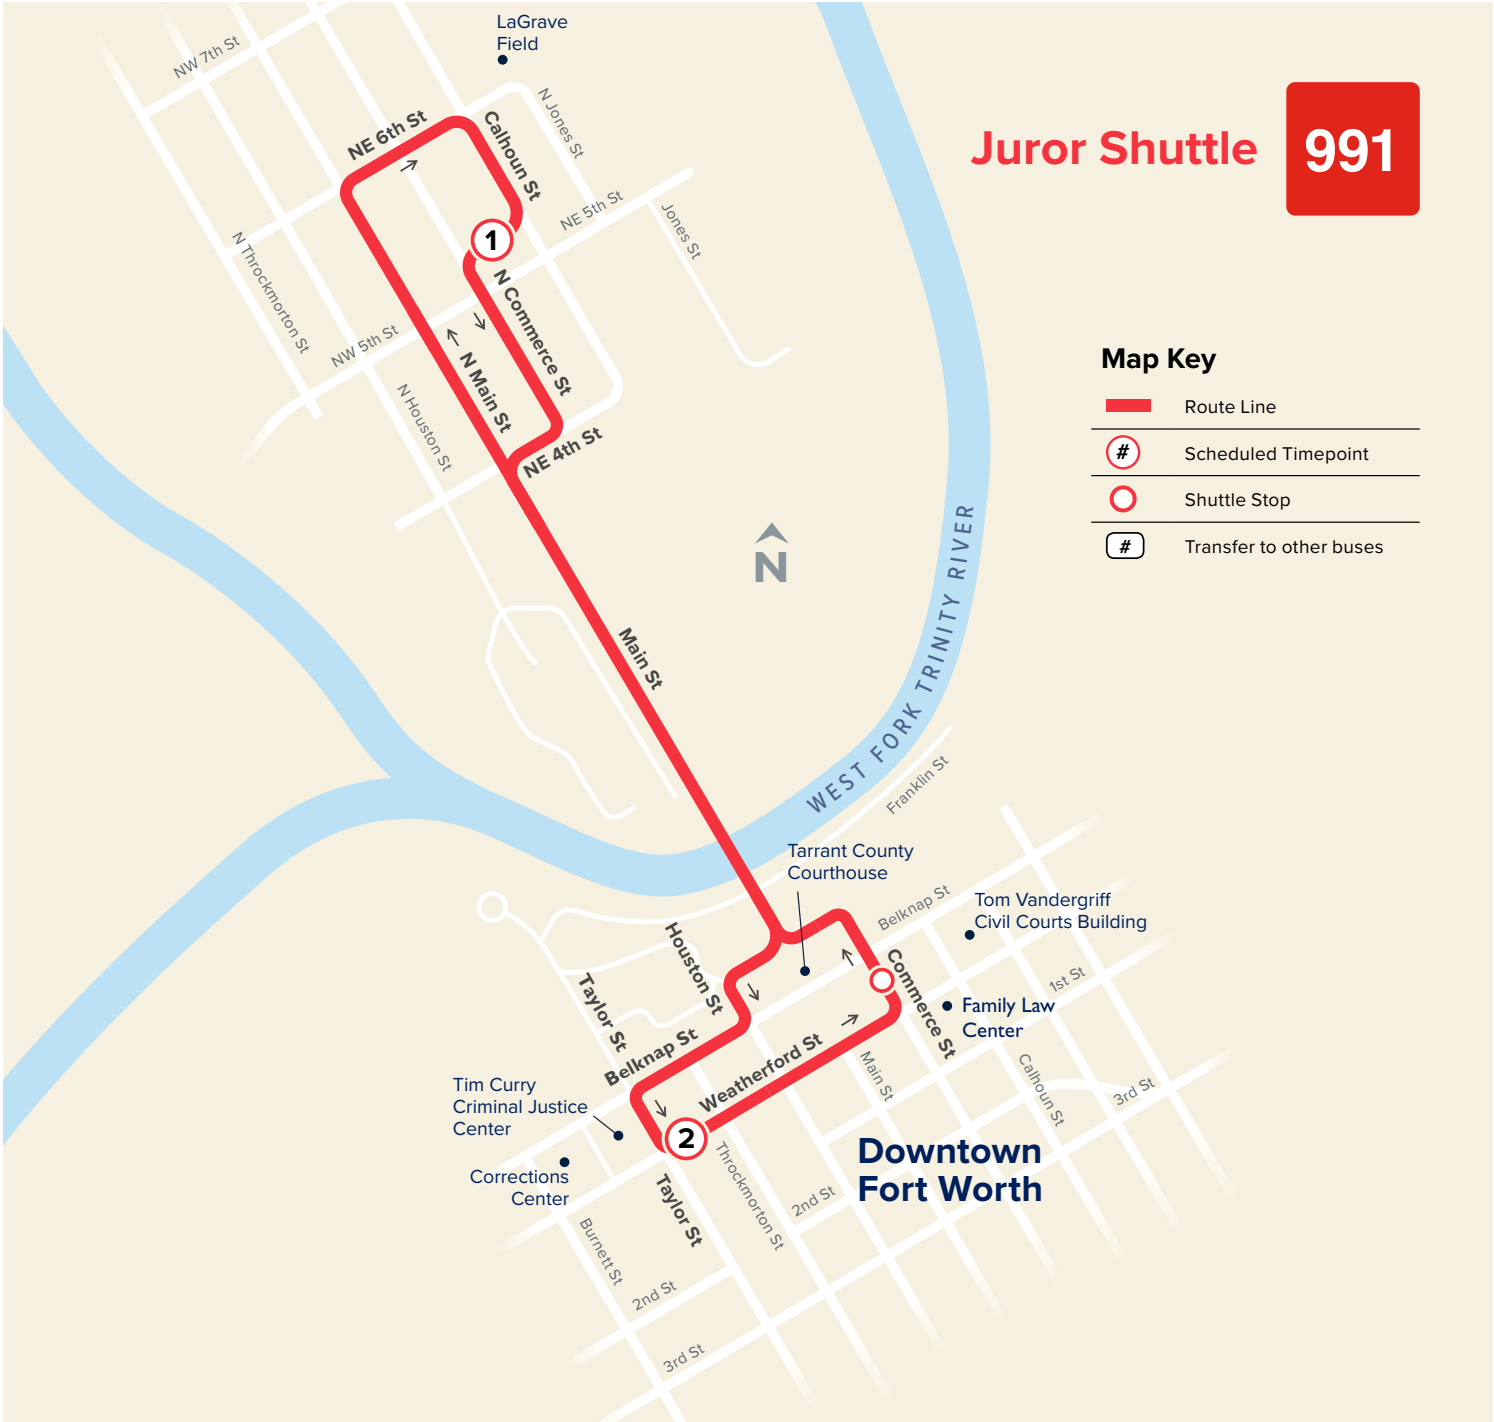 LaGrave
Field
NW 7th St
NE 6th St
Calhoun St
N Jones St
Juror Shuttle
991
1
NE 5th St
Jones St
N Throckmorton St
NW 5th St
N Commerce St
N Main St
N Houston St
NE 4th St
Map Key
Route Line
#
Scheduled Timepoint
Shuttle Stop
#
Transfer to other buses
N
Main St
WEST FORK TRINITY RIVER
Franklin St
Tarrant County
Courthouse
Belknap St
Tom Vandergriff
Civil Courts Building
Houston St
Commerce St
1st St
Taylor St
Family Law
Center
Belknap St
Weatherford St
Main St
Calhoun St
3rd St
Tim Curry
Criminal Justice
Center
2
Corrections
Center
Throckmorton St
Downtown
Fort Worth
Taylor St
2nd St
Burnett St
2nd St
3rd St